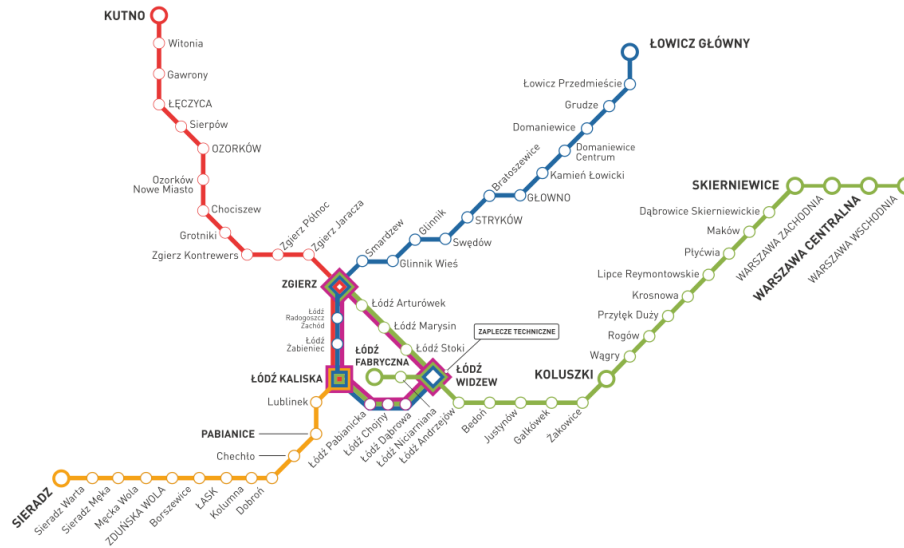 KUTNO
Witonia
Gawrony
ŁĘCZYCA
Sierpów
OZORKÓW
Ozorków
Nowe Miasto
Chociszew
Grotniki
Zgierz Kontrewers
Zgierz Północ
Zgierz Jaracza
ZGIERZ
ŁOWICZ GŁÓWNY
Łowicz Przedmieście
Grudze
Domaniewice
Domaniewice
Centrum
Kamień Łowicki
GŁOWNO
Bratoszewice
STRYKÓW
Swędów
Glinnik
Glinnik Wieś
Smardzew
Łódź
Radogoszcz
Zachód
Łódź
Żabieniec
ŁÓDŹ KALISKA
Łódź Arturówek
Łódź Marysin
Łódź Stoki
ZAPLECZE TECHNICZNE
ŁÓDŹ
FABRYCZNA
ŁÓDŹ
WIDZEW
Lublinek
PABIANICE
Chechło
Dobroń
Kolumna
ŁASK
Borszewice
ZDUŃSKA WOLA
Męcka Wola
Sieradz Męka
Sieradz Warta
SIERADZ
Łódź Pabianicka
Łódź Chojny
Łódź Dąbrowa
Łódź Niciarniana
Łódź Andrzejów
Bedoń
Justynów
Gałkówek
Żakowice
KOLUSZKI
Wągry
Rogów
Przyłęk Duży
Krosnowa
Lipce Reymontowskie
Płyćwia
Maków
Dąbrowice Skierniewickie
SKIERNIEWICE
WARSZAWA ZACHODNIA
WARSZAWA CENTRALNA
WARSZAWA WSCHODNIA